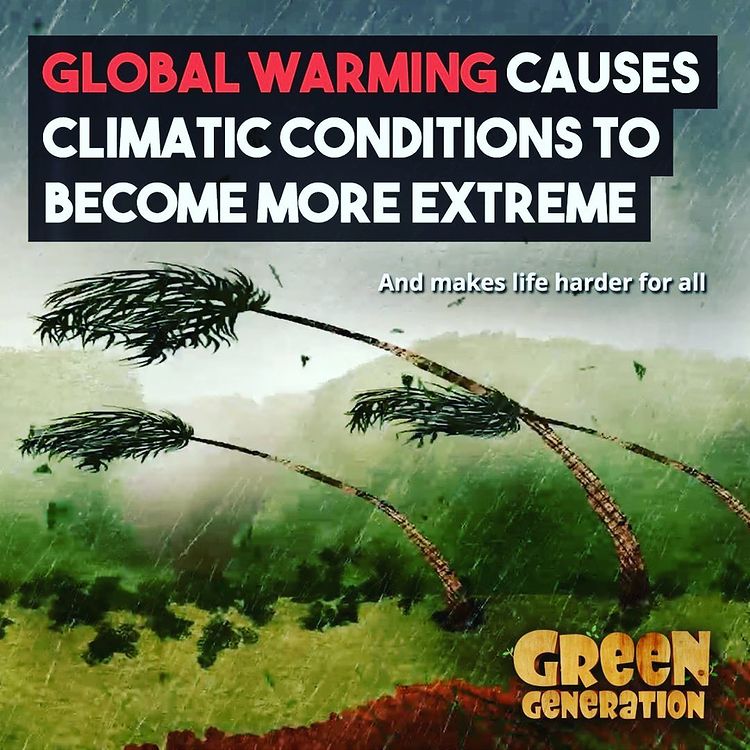 GLOBAL WARMING CAUSES
CLIMATIC CONDITIONS TO
BECOME MORE EXTREME
And makes life harder for all
GREEN
GENERATION